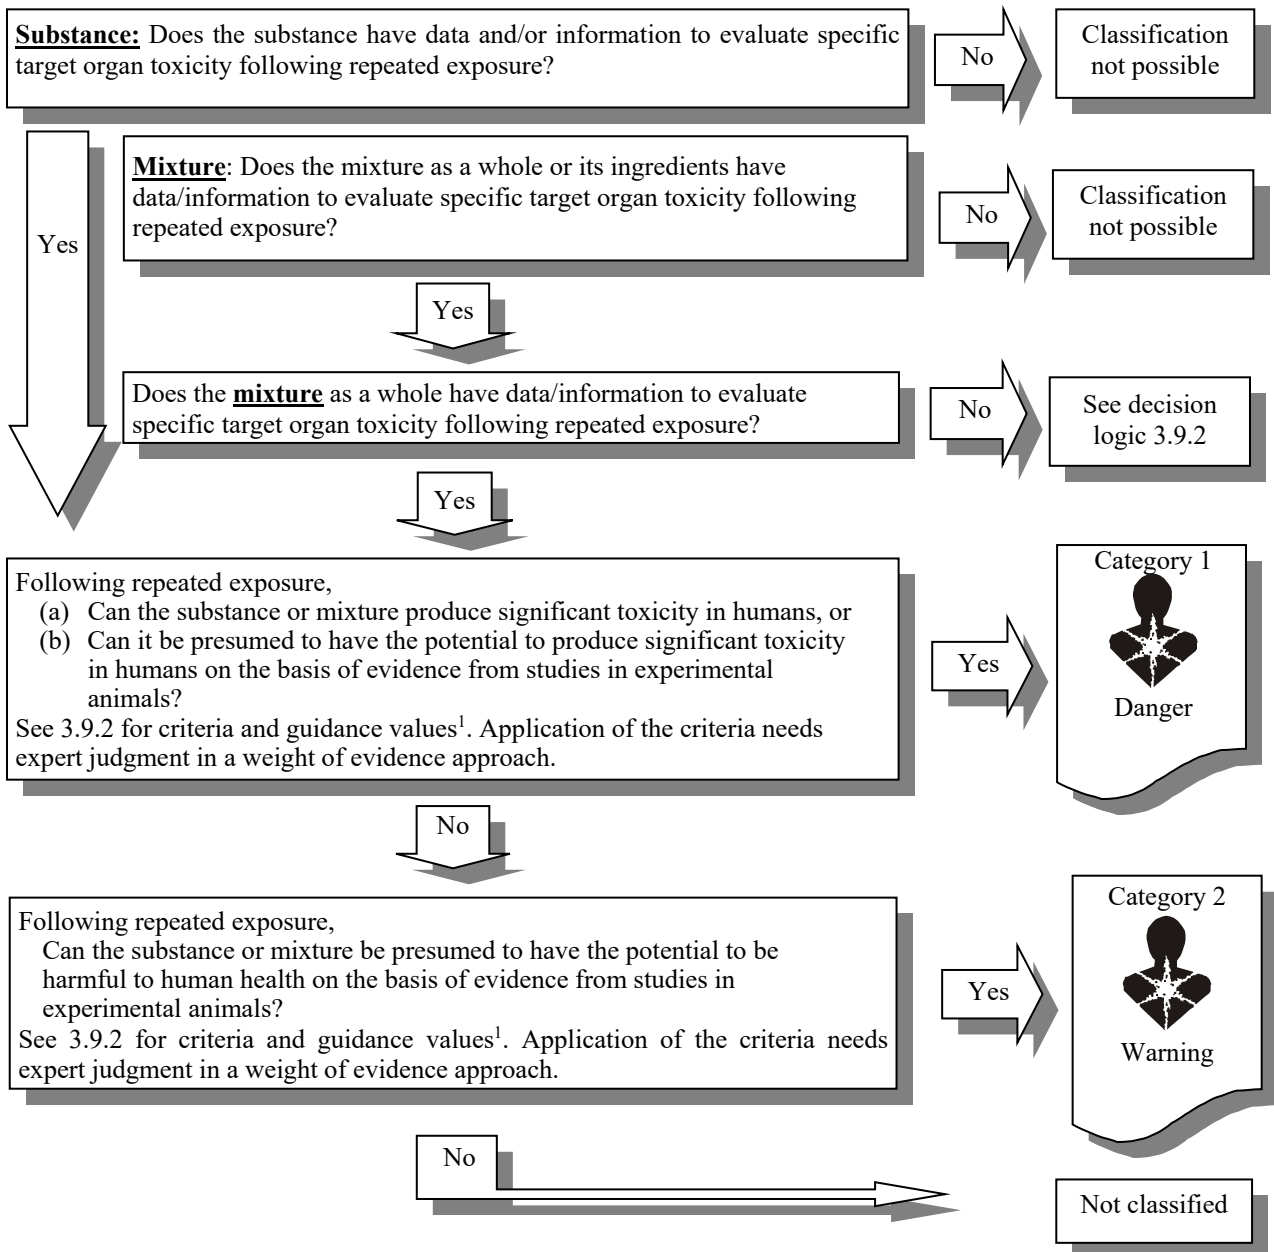 Substance: Does the substance have data and/or information to evaluate specific
target organ toxicity following repeated exposure?
No
Classification
not possible
Yes
Mixture: Does the mixture as a whole or its ingredients have
data/information to evaluate specific target organ toxicity following
repeated exposure?
No
Classification
not possible
Yes
Does the mixture as a whole have data/information to evaluate
specific target organ toxicity following repeated exposure?
No
See decision
logic 3.9.2
Yes
Following repeated exposure,
(a) Can the substance or mixture produce significant toxicity in humans, or
(b) Can it be presumed to have the potential to produce significant toxicity
in humans on the basis of evidence from studies in experimental
animals?
See 3.9.2 for criteria and guidance values¹. Application of the criteria needs
expert judgment in a weight of evidence approach.
Yes
Category 1
Danger
No
Following repeated exposure,
Can the substance or mixture be presumed to have the potential to be
harmful to human health on the basis of evidence from studies in
experimental animals?
See 3.9.2 for criteria and guidance values¹. Application of the criteria needs
expert judgment in a weight of evidence approach.
Yes
Category 2
Warning
No
Not classified